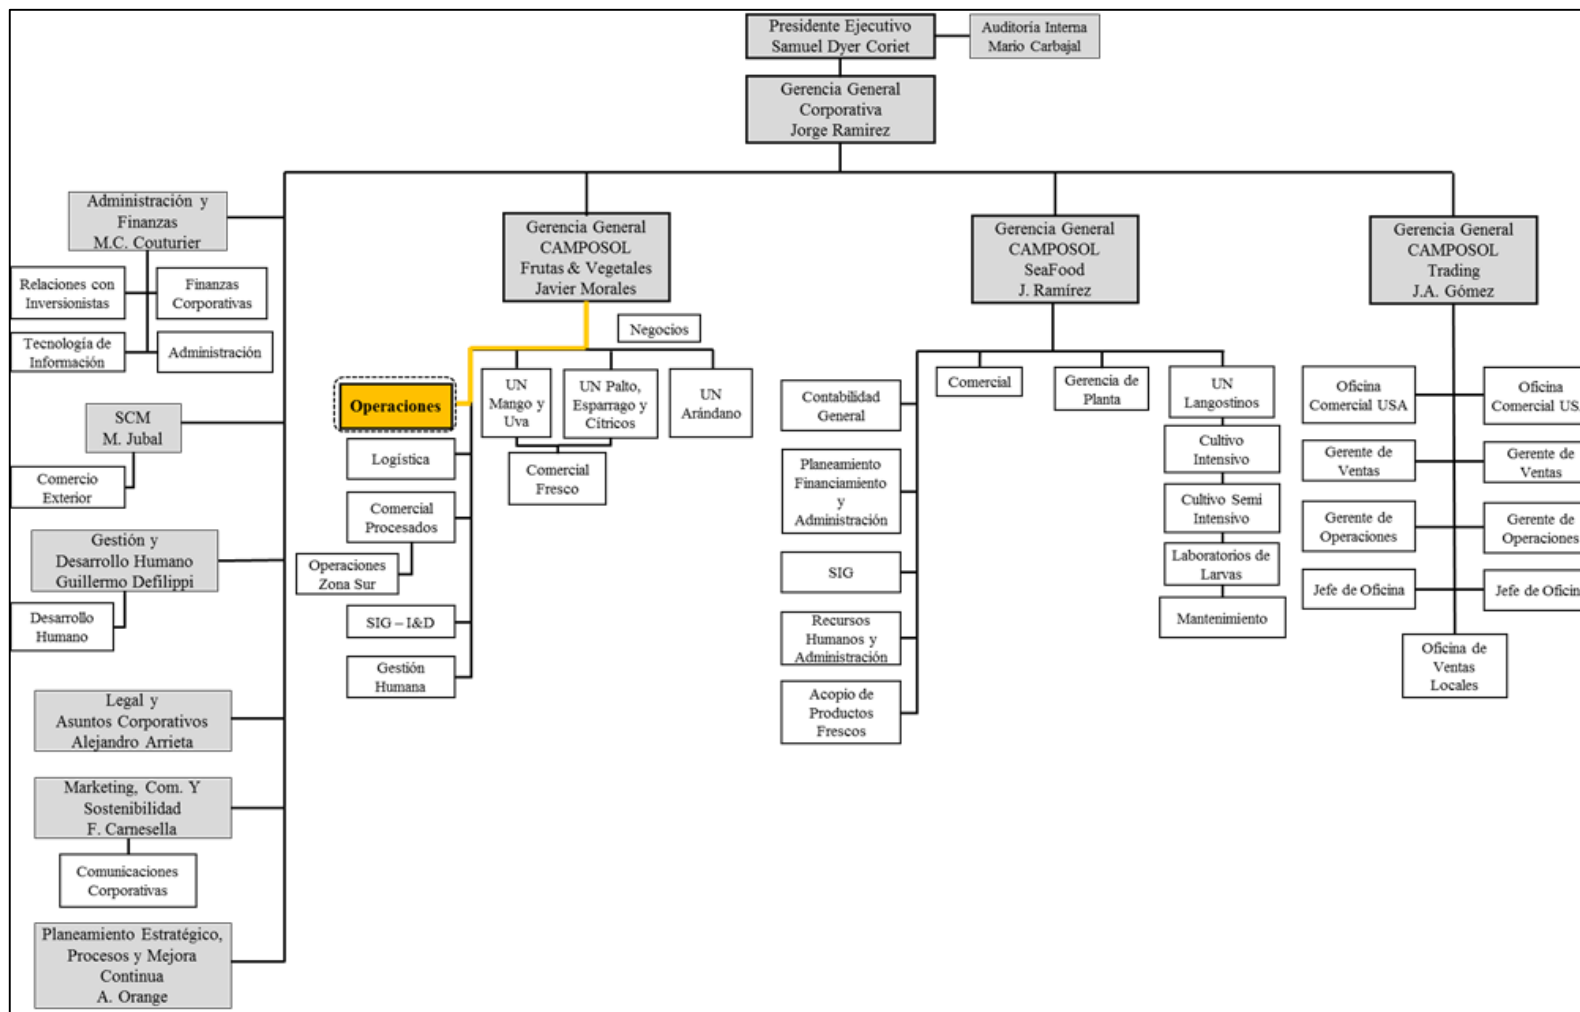 Presidente Ejecutivo
Samuel Dyer Coriet
Auditoría Interna
Mario Carbajal
Gerencia General
Corporativa
Jorge Ramirez
Administración y
Finanzas
M.C. Couturier
Relaciones con
Inversionistas
Finanzas
Corporativas
Tecnología de
Información
Administración
SCM
M. Jubal
Comercio
Exterior
Gestión y
Desarrollo Humano
Guillermo Defilippi
Desarrollo
Humano
Legal y
Asuntos Corporativos
Alejandro Arrieta
Marketing, Com. Y
Sostenibilidad
F. Carnesella
Comunicaciones
Corporativas
Planeamiento Estratégico,
Procesos y Mejora
Continua
A. Orange
Gerencia General
CAMPOSOL
Frutas & Vegetales
Javier Morales
Negocios
Operaciones
UN
Mango y
Uva
UN Palto,
Esparrago y
Cítricos
UN
Arándano
Comercial
Fresco
Logística
Comercial
Procesados
Operaciones
Zona Sur
SIG – I&D
Gestión
Humana
Gerencia General
CAMPOSOL
SeaFood
J. Ramírez
Contabilidad
General
Comercial
Gerencia de
Planta
UN
Langostinos
Planeamiento
Financiamiento
y
Administración
SIG
Recursos
Humanos y
Administración
Acopio de
Productos
Frescos
Cultivo
Intensivo
Cultivo Semi
Intensivo
Laboratorios de
Larvas
Mantenimiento
Gerencia General
CAMPOSOL
Trading
J.A. Gómez
Oficina
Comercial USA
Oficina
Comercial USA
Gerente de
Ventas
Gerente de
Ventas
Gerente de
Operaciones
Gerente de
Operaciones
Jefe de Oficina
Jefe de Oficin
Oficina de
Ventas
Locales